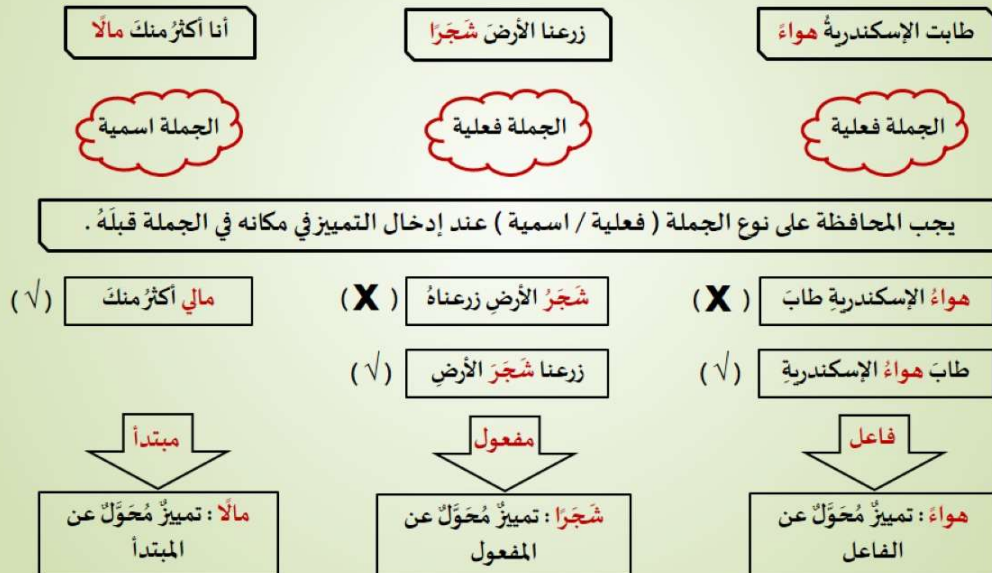 طابت الإسكندريةُ هواءً
زرعنا الأرضَ شَجَرًا
أنا أكثرُ منكَ مالًا
الجملة فعلية
الجملة فعلية
الجملة اسمية
يجب المحافظة على نوع الجملة ( فعلية / اسمية ) عند إدخال التمييز في مكانه في الجملة قبلَهُ .
هواءُ الإسكندريةِ طابَ ( X )
شَجَرُ الأرضِ زرعناهُ ( X )
مالي أكثرُ منكَ (√)
طابَ هواءُ الإسكندريةِ (√)
زرعنا شَجَرَ الأرضِ (√)
فاعل
مفعول
مبتدأ
هواءً : تمييزٌ مُحَوَّلٌ عن
الفاعل
شَجَرًا : تمييزٌ مُحَوَّلٌ عن
المفعول
مالًا : تمييزٌ مُحَوَّلٌ عن
المبتدأ